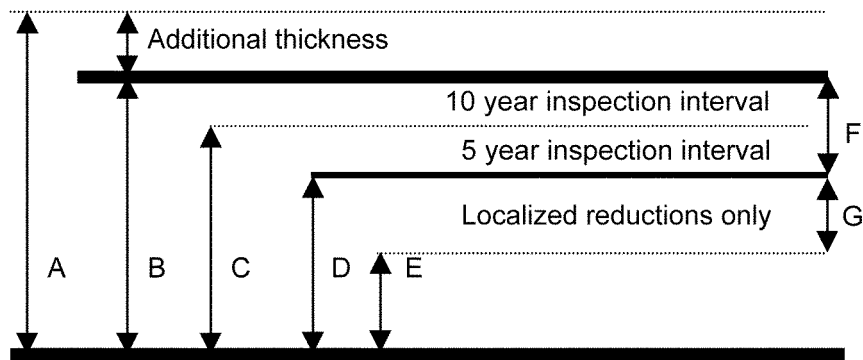 Additional thickness
10 year inspection interval
F
5 year inspection interval
Localized reductions only
G
A
B
C
D
E